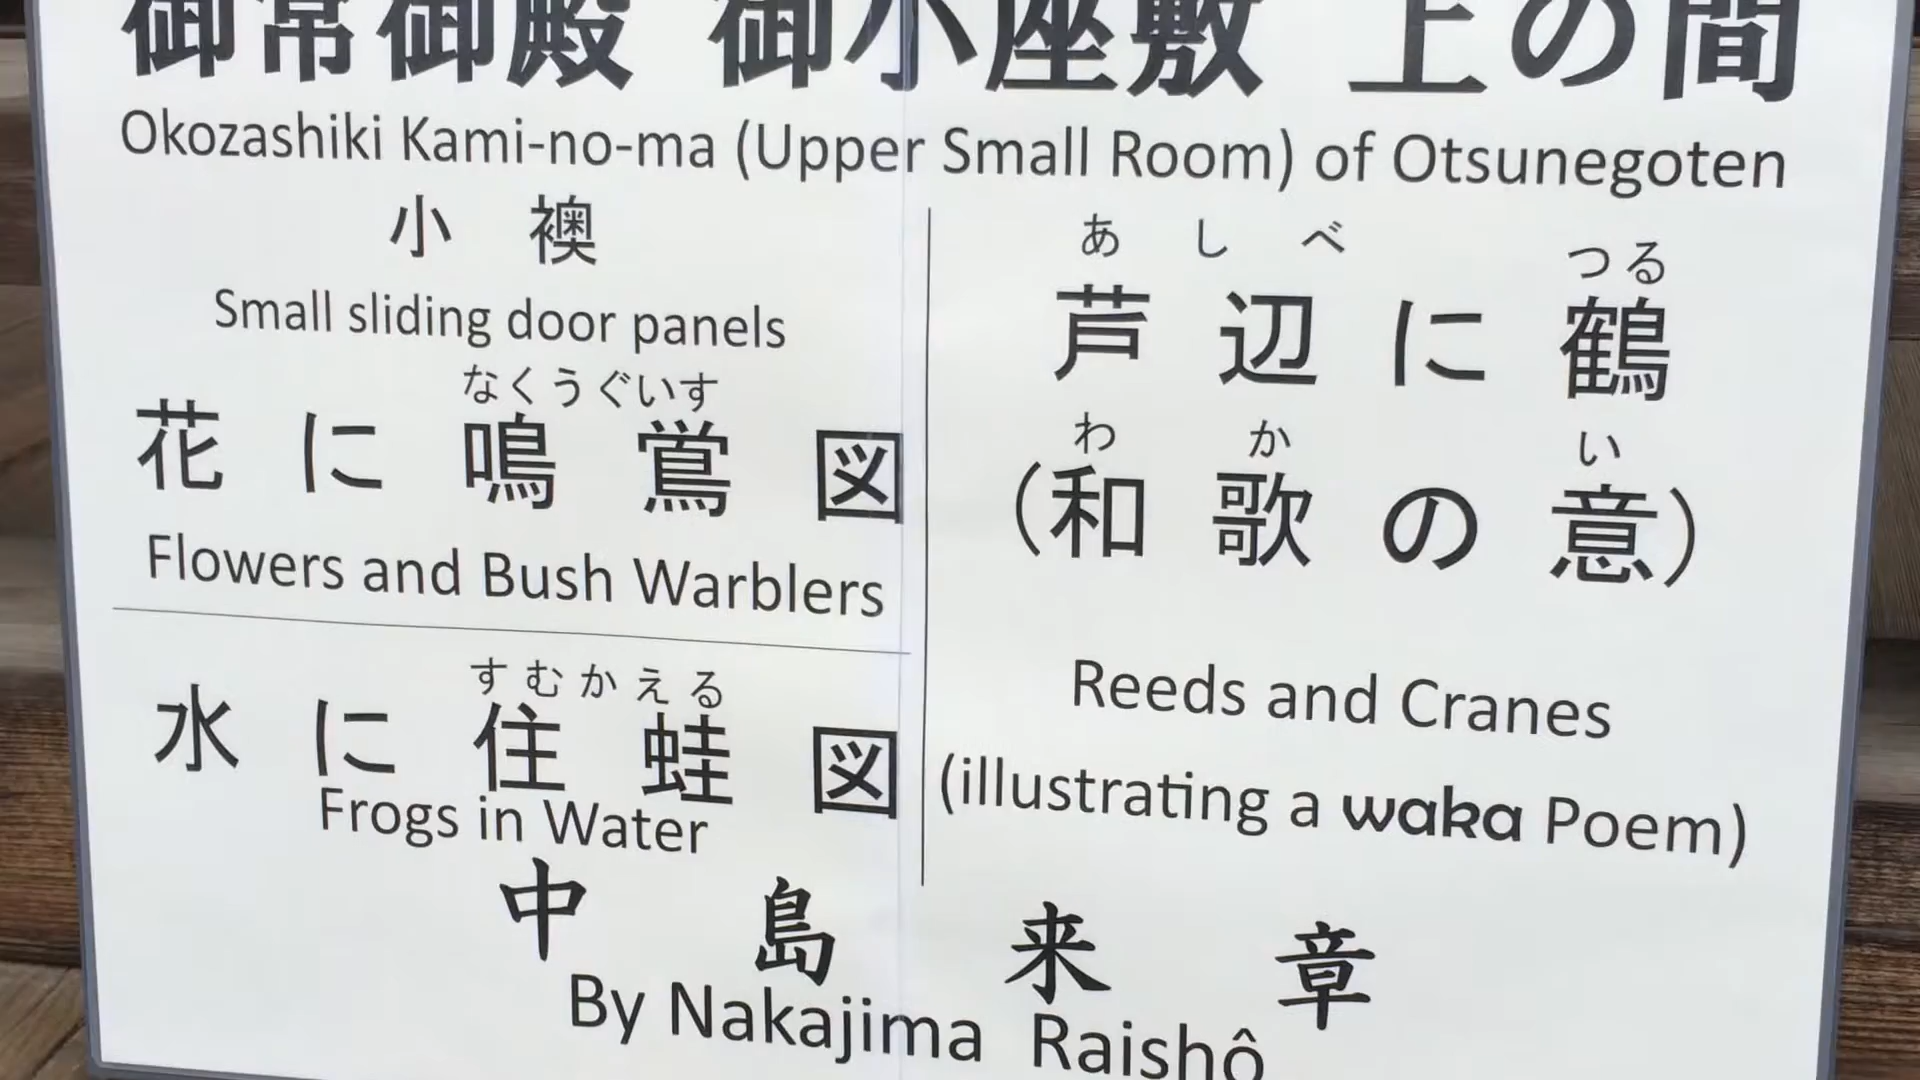 御常御殿 御小座敷 上の間
Okozashiki Kami-no-ma (Upper Small Room) of Otsunegoten
小 襖
Small sliding door panels
なくうぐいす
花 に 鳴 鴬 図
Flowers and Bush Warblers
すむかえる
水 に 住 蛙 図
Frogs in Water
あ し べ つる
芦 辺 に 鶴
わ か い
(和 歌 の 意)
Reeds and Cranes
(illustrating a waka Poem)
中 島 来 章
By Nakajima Raishô